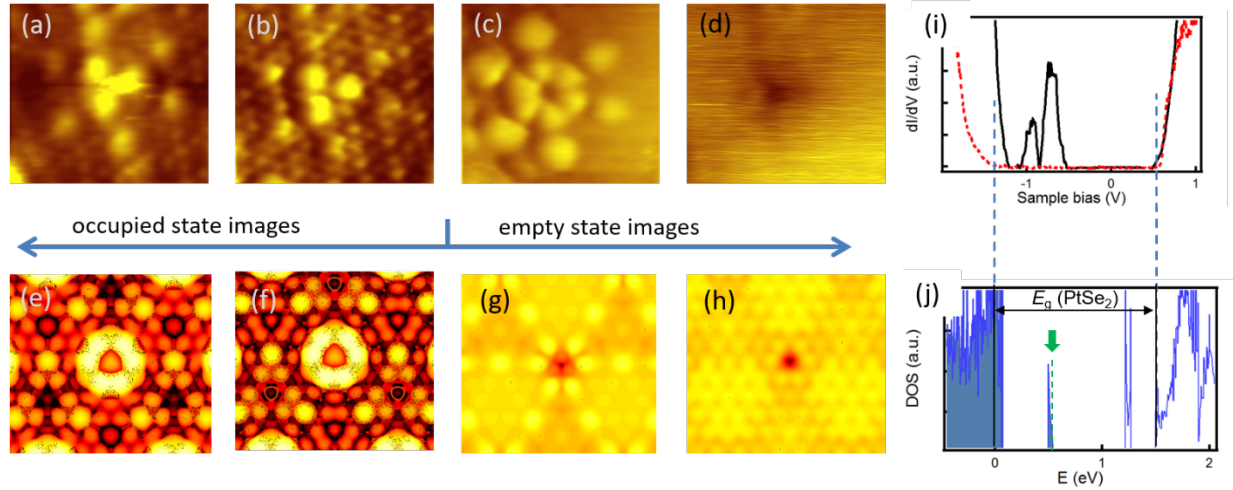 (a)
(b)
(c)
(d)
occupied state images
empty state images
(e)
(f)
(g)
(h)
(i)
dI/dV (a.u.)
-1
0
1
Sample bias (V)
(j)
Eg (PtSe2)
DOS (a.u.)
0
1
2
E (eV)